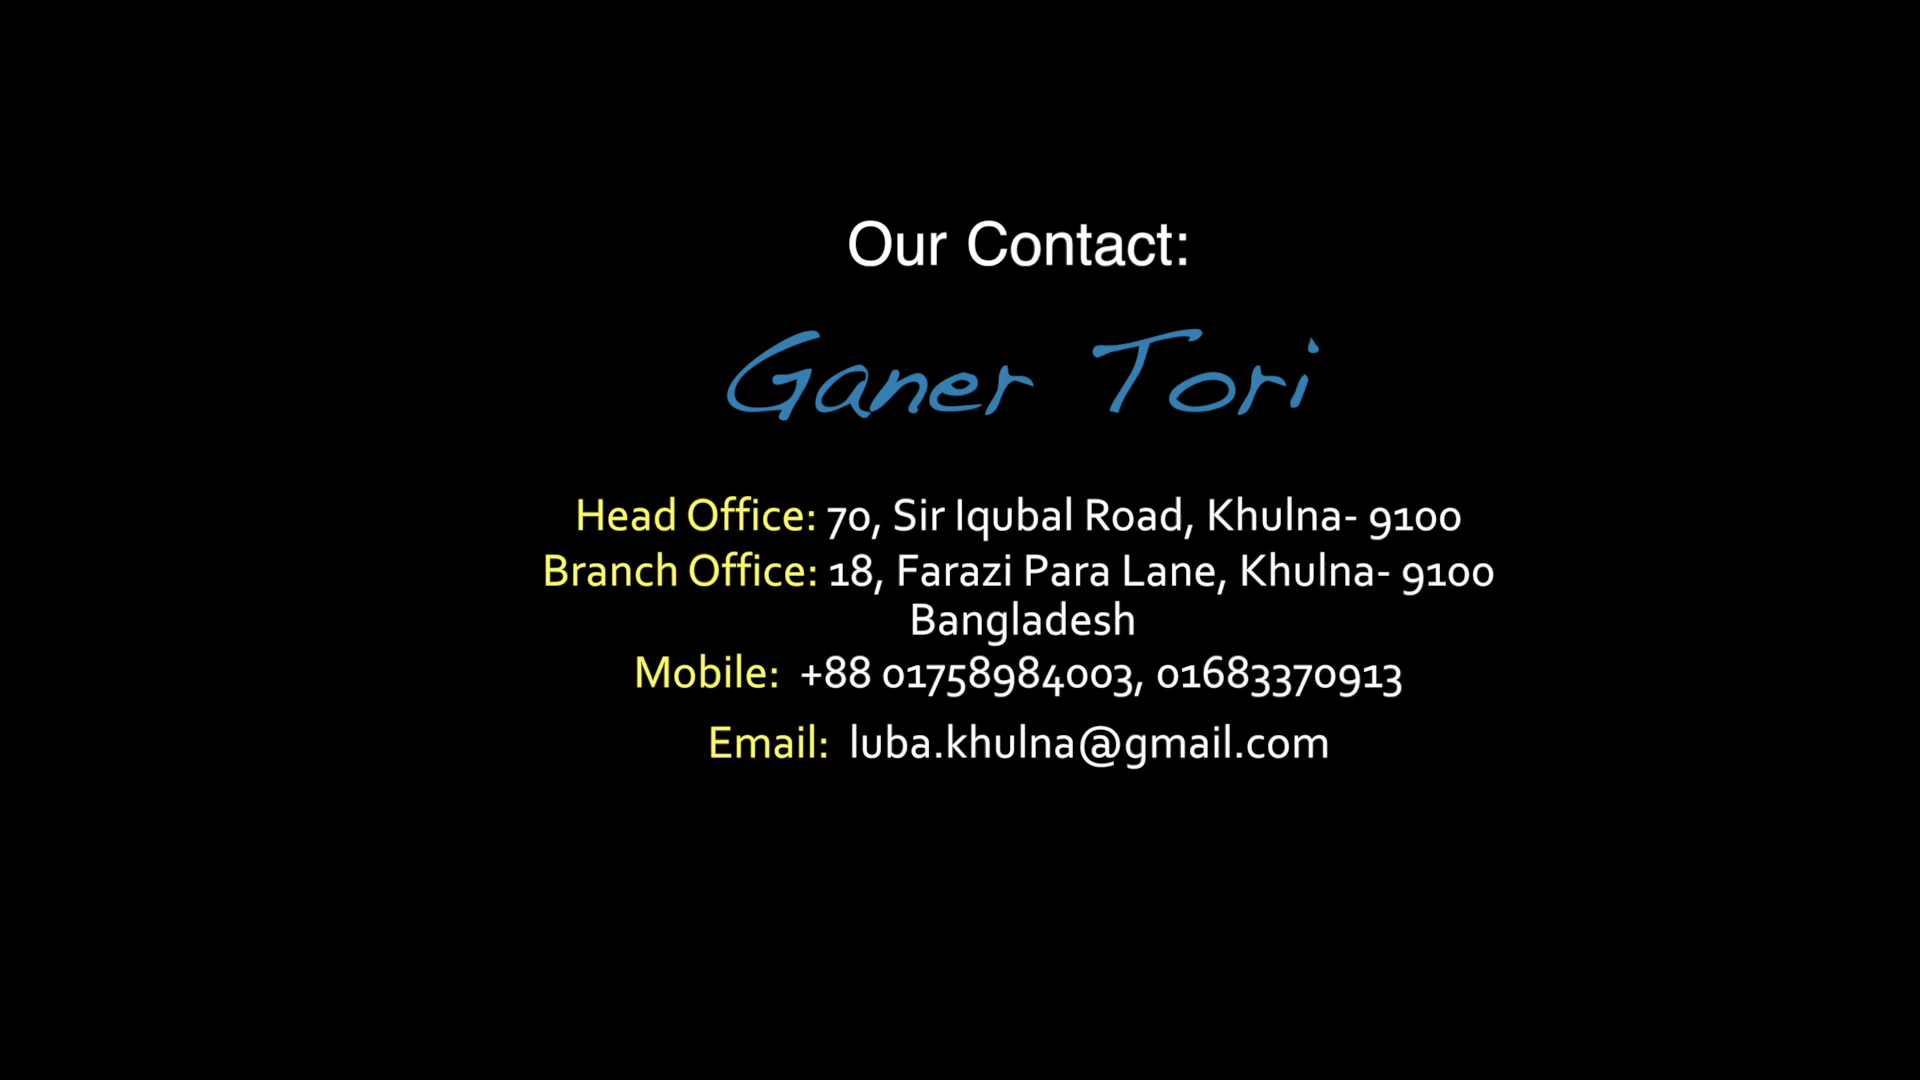 Our Contact:
Ganer Tori
Head Office: 70, Sir Iqubal Road, Khulna- 9100
Branch Office: 18, Farazi Para Lane, Khulna- 9100
Bangladesh
Mobile: +88 01758984003, 01683370913
Email: luba.khulna@gmail.com